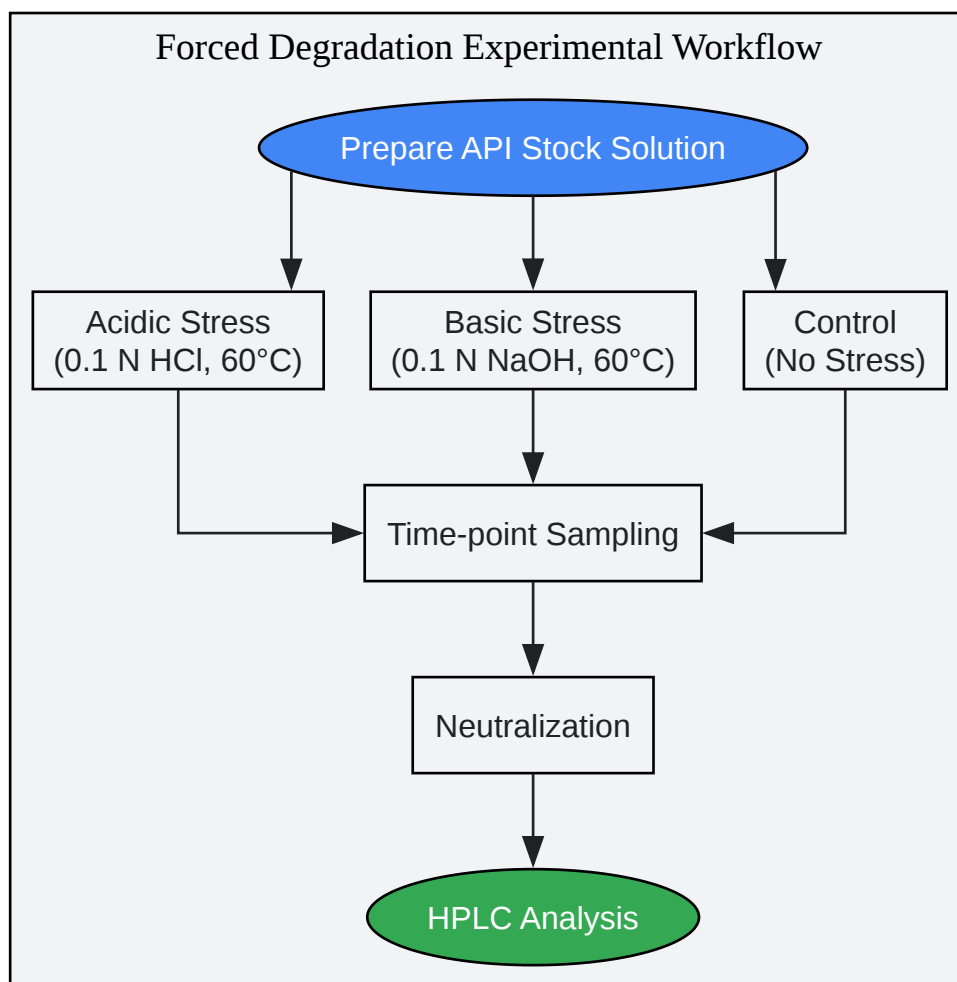 Forced Degradation Experimental Workflow
Prepare API Stock Solution
Acidic Stress
(0.1 N HCl, 60°C)
Basic Stress
(0.1 N NaOH, 60°C)
Control
(No Stress)
Time-point Sampling
Neutralization
HPLC Analysis